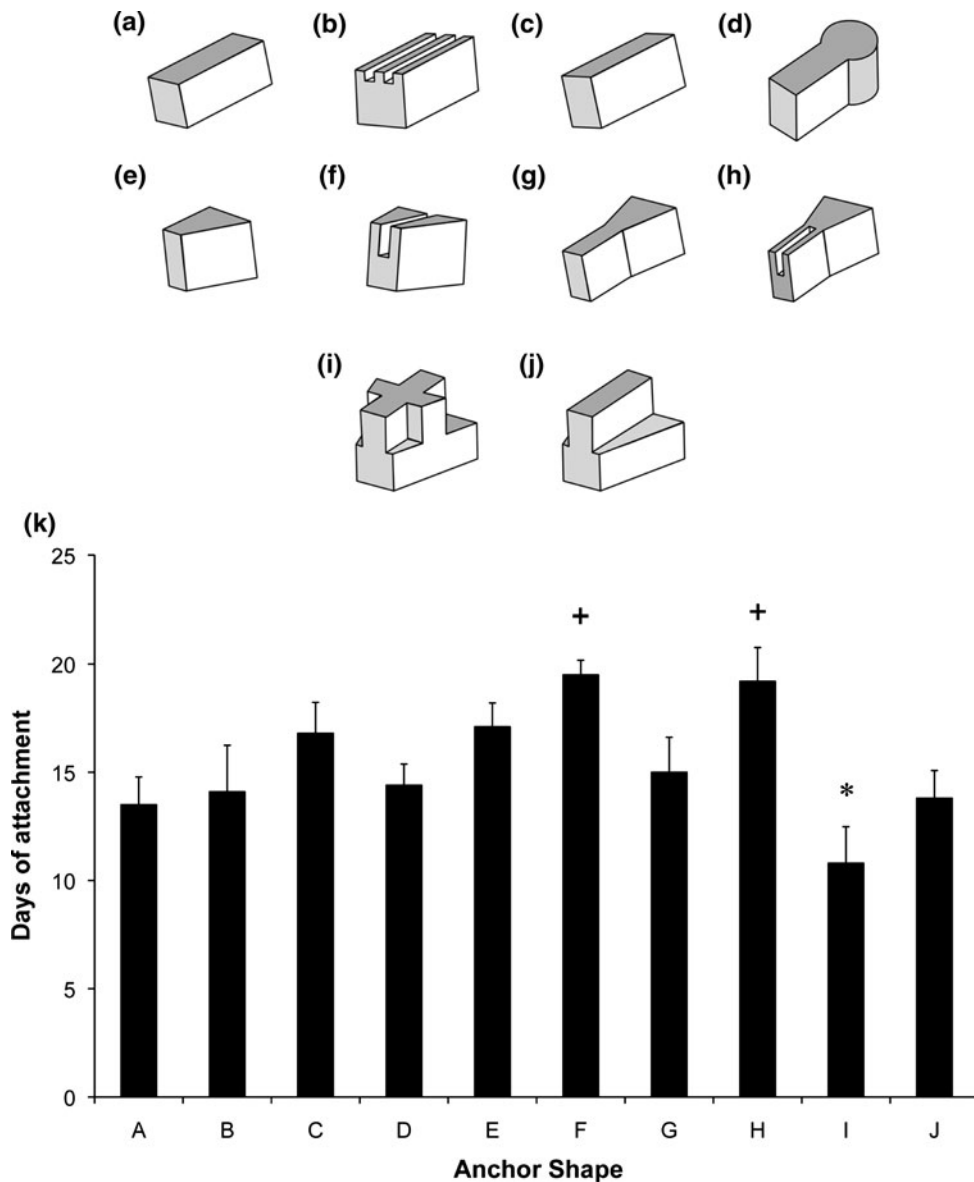 (a) (b) (c) (d)
(e) (f) (g) (h)
(i) (j)
(k)
25
20
15
10
5
0
+ + *
Days of attachment
A B C D E F G H I J
Anchor Shape